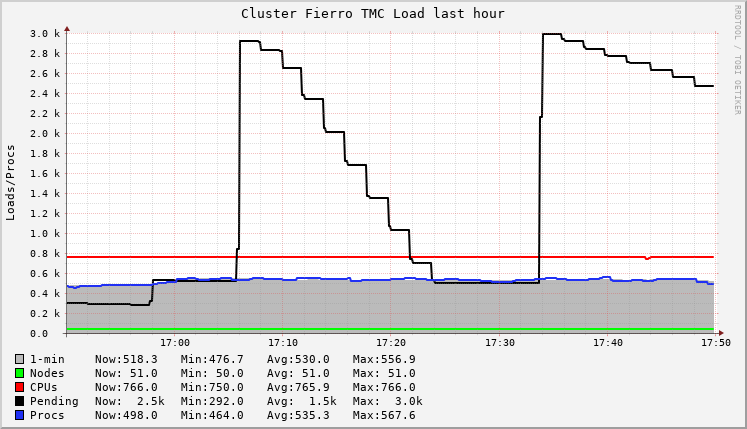 Cluster Fierro TMC Load last hour
RRDTOOL / TOBI OETIKER
Loads/Procs
3.0 k
2.8 k
2.6 k
2.4 k
2.2 k
2.0 k
1.8 k
1.6 k
1.4 k
1.2 k
1.0 k
0.8 k
0.6 k
0.4 k
0.2 k
0.0
17:00 17:10 17:20 17:30 17:40 17:50
1-min Now:518.3 Min:476.7 Avg:530.0 Max:556.9
Nodes Now: 51.0 Min: 50.0 Avg: 51.0 Max: 51.0
CPUs Now:766.0 Min:750.0 Avg:765.9 Max:766.0
Pending Now: 2.5k Min:292.0 Avg: 1.5k Max: 3.0k
Procs Now:498.0 Min:464.0 Avg:535.3 Max:567.6